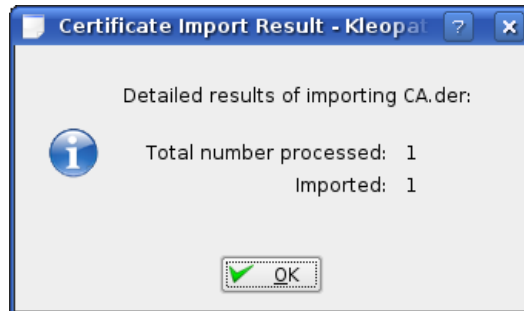 Certificate Import Result - Kleopat
Detailed results of importing CA.der:
Total number processed: 1
Imported: 1
OK